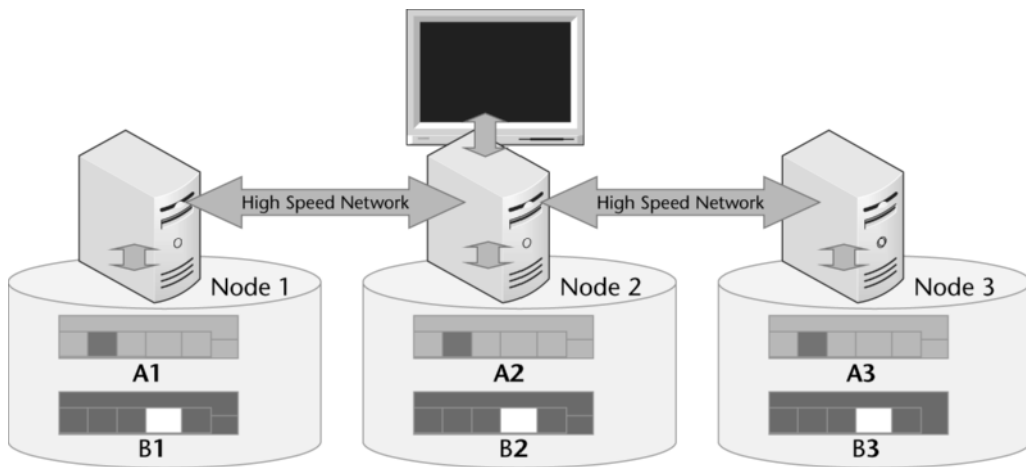 High Speed Network
High Speed Network
Node 1
Node 2
Node 3
A1
A2
A3
B1
B2
B3